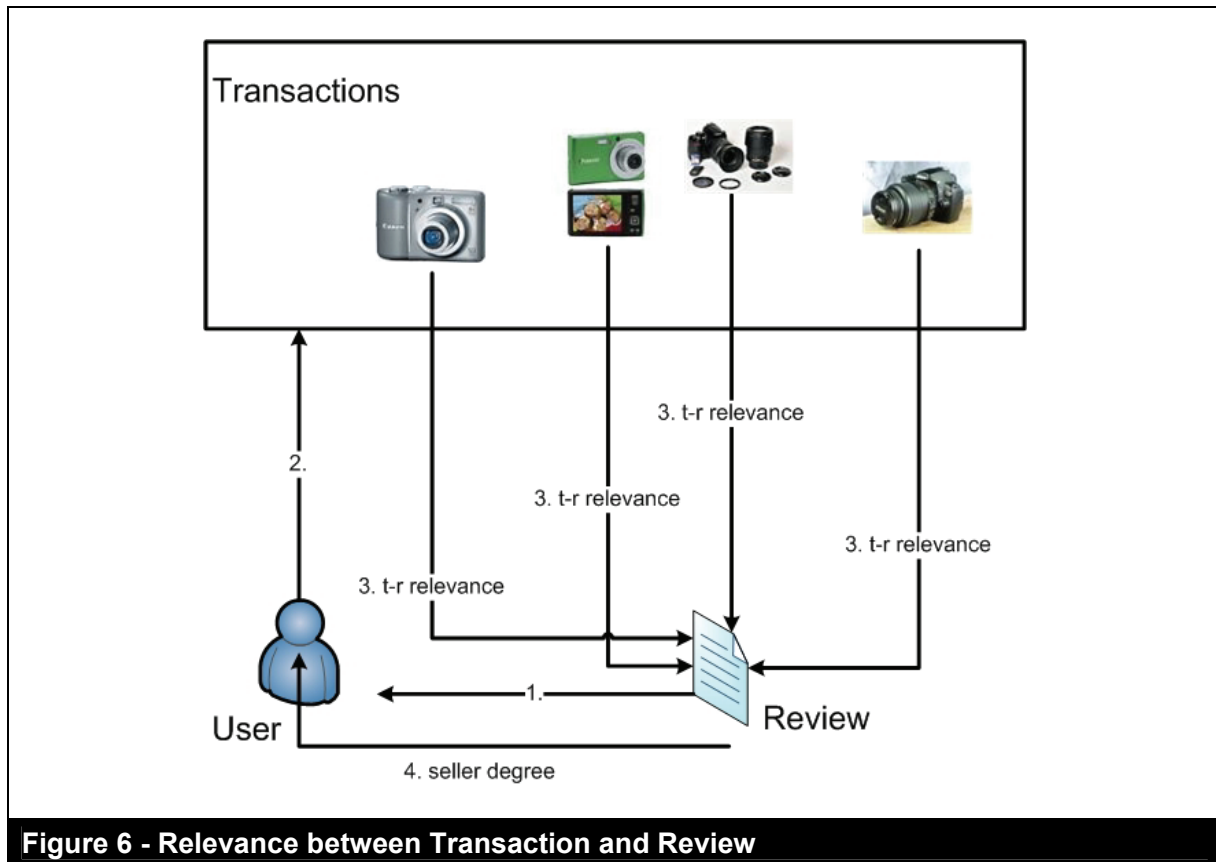 Transactions
2.
3. t-r relevance
3. t-r relevance
3. t-r relevance
3. t-r relevance
1.
User
Review
4. seller degree
Figure 6 - Relevance between Transaction and Review